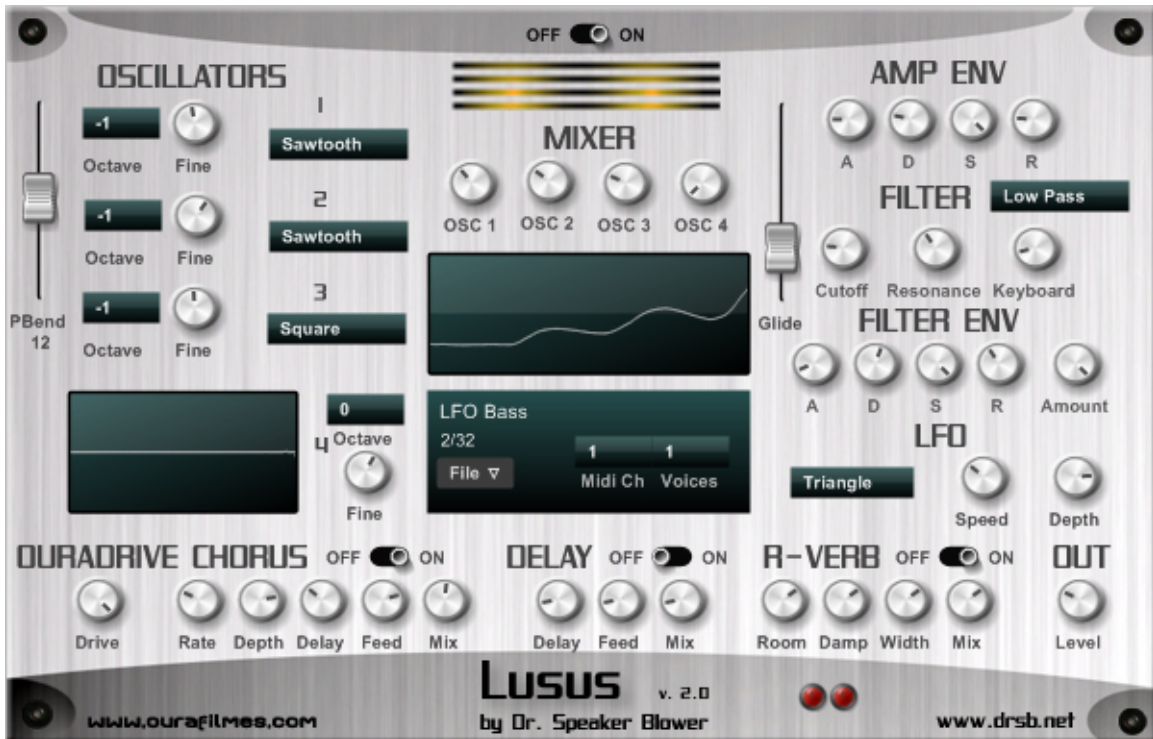 OFF ON
OSCILLATORS
-1
Octave Fine
-1
Octave Fine
-1
Octave Fine
PBend
12
1
Sawtooth
2
Sawtooth
3
Square
4
0
Octave
Fine
MIXER
OSC 1 OSC 2 OSC 3 OSC 4
LFO Bass
2/32
File
1 1
Midi Ch Voices
Glide
AMP ENV
A D S R
FILTER Low Pass
Cutoff Resonance Keyboard
FILTER ENV
A D S R Amount
LFO
Triangle
Speed Depth
OURADRIVE CHORUS OFF ON
Drive Rate Depth Delay Feed Mix
DELAY OFF ON
Delay Feed Mix
R-VERB OFF ON
Room Damp Width Mix
OUT
Level
Lusus v. 2.0
by Dr. Speaker Blower
www.ourafilmes.com
www.drsb.net